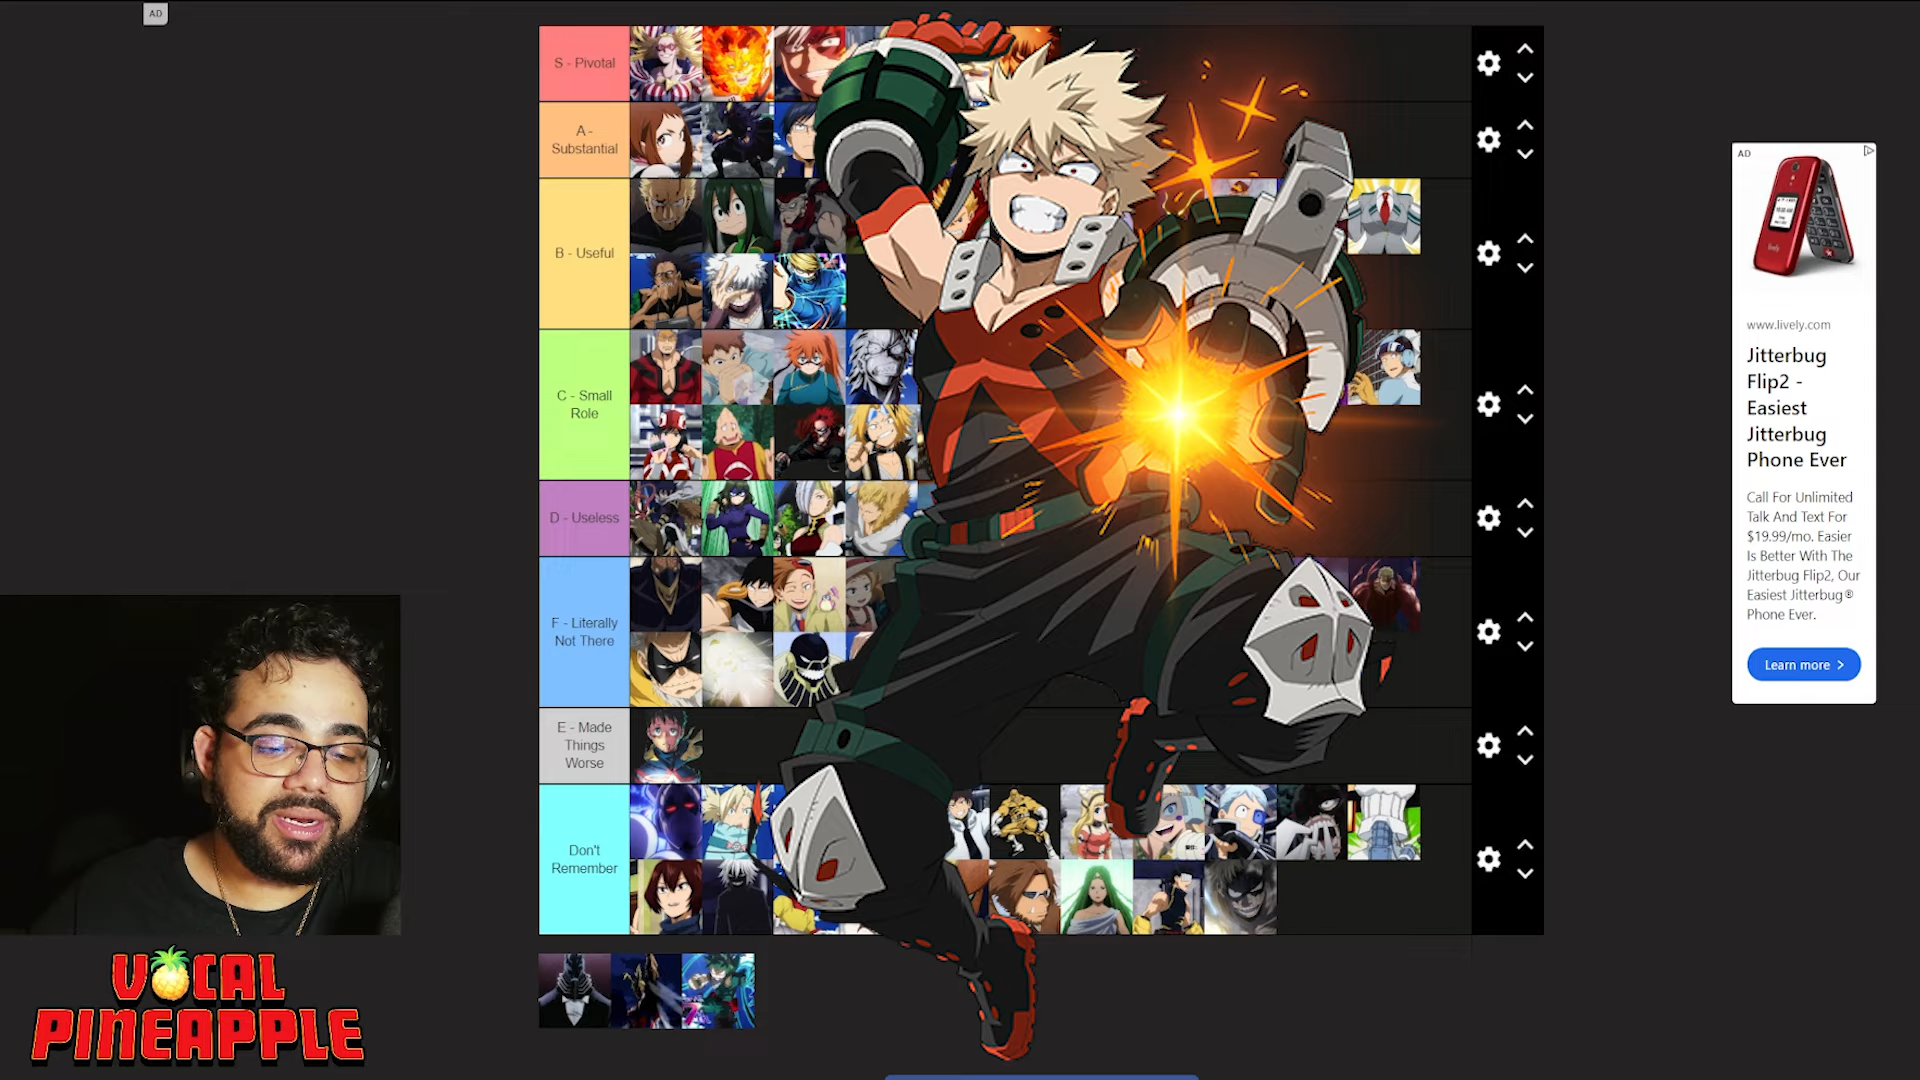 AD
S - Pivotal
A -
Substantial
B - Useful
C - Small
Role
D - Useless
F - Literally
Not There
E - Made
Things
Worse
Don't
Remember
AD
lively
www.lively.com
Jitterbug
Flip2 -
Easiest
Jitterbug
Phone Ever
Call For Unlimited
Talk And Text For
$19.99/mo. Easier
Is Better With The
Jitterbug Flip2, Our
Easiest Jitterbug®
Phone Ever.
Learn more >
VOCAL
PINEAPPLE